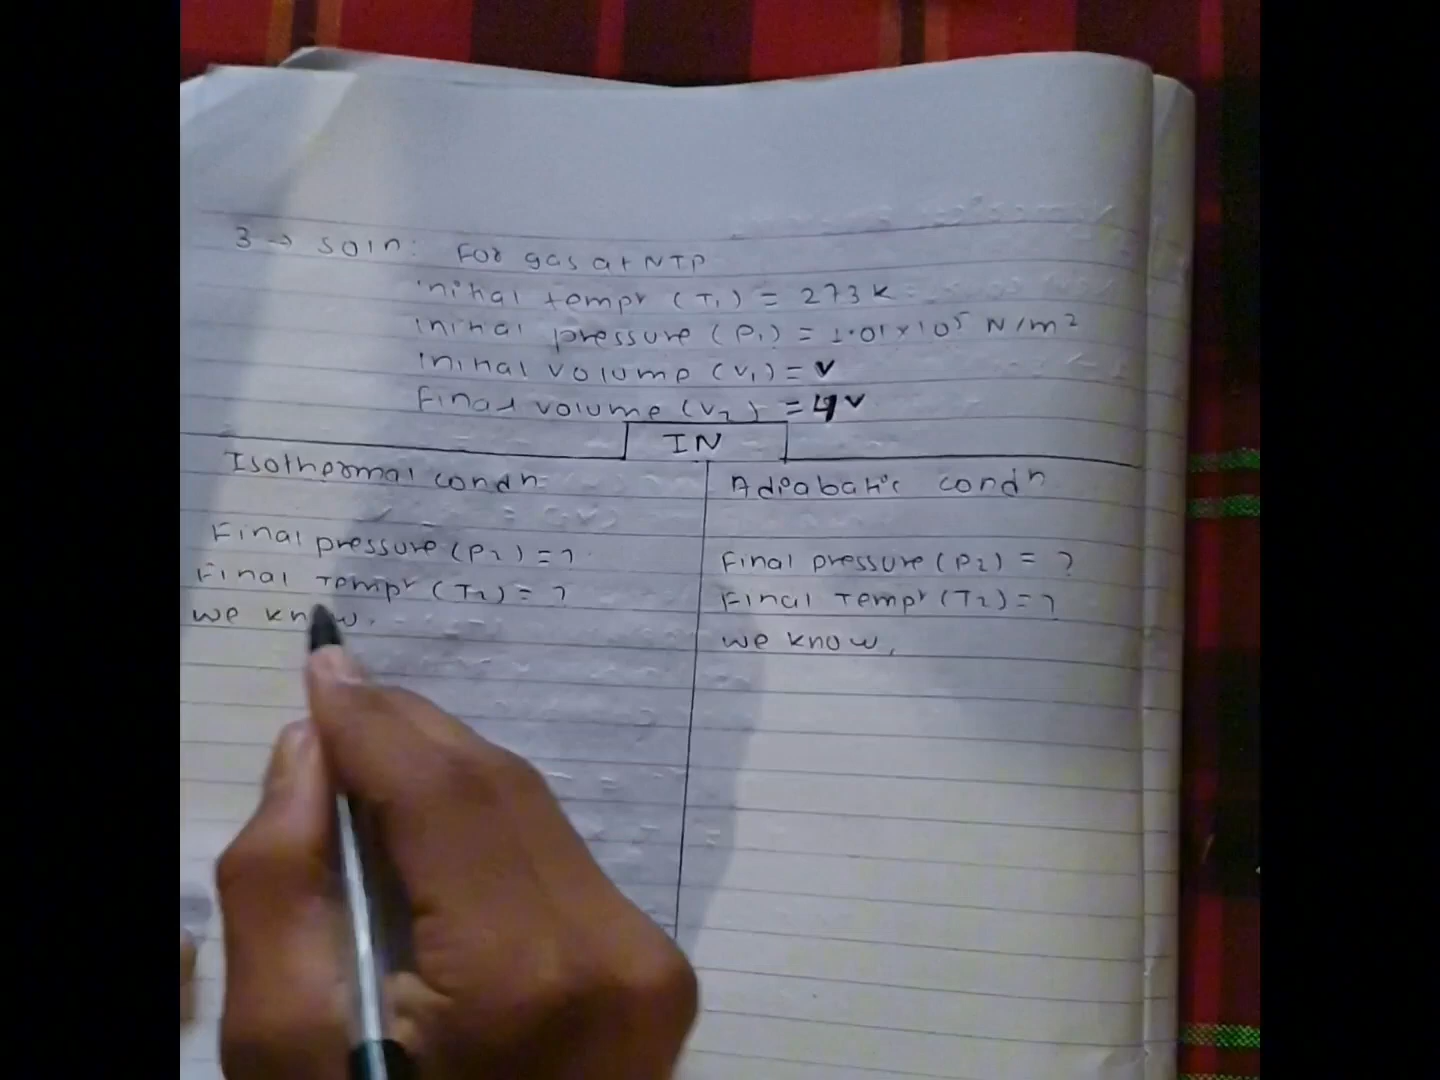 3 → Soln: For gas at NTP
initial tempr (T₁) = 273 K
initial pressure (P₁) = 1.01×10⁵ N/m²
Initial volume (V₁) = V
Final volume (V₂) = 4V
IN
Isothermal condn
Final pressure (P₂) = ?
Final Tempr (T₂) = ?
we know,
Adiabatic condn
Final pressure (P₂) = ?
Final Tempr (T₂) = ?
we know,